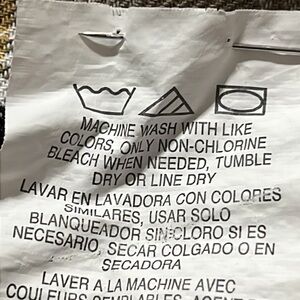 MACHINE WASH WITH LIKE
COLORS, ONLY NON-CHLORINE
BLEACH WHEN NEEDED, TUMBLE
DRY OR LINE DRY
LAVAR EN LAVADORA CON COLORES
SIMILARES, USAR SOLO
BLANQUEADOR SIN CLORO SI ES
NECESARIO, SECAR COLGADO O EN
SECADORA
LAVER A LA MACHINE AVEC
COULEURS SEMBLABLES,